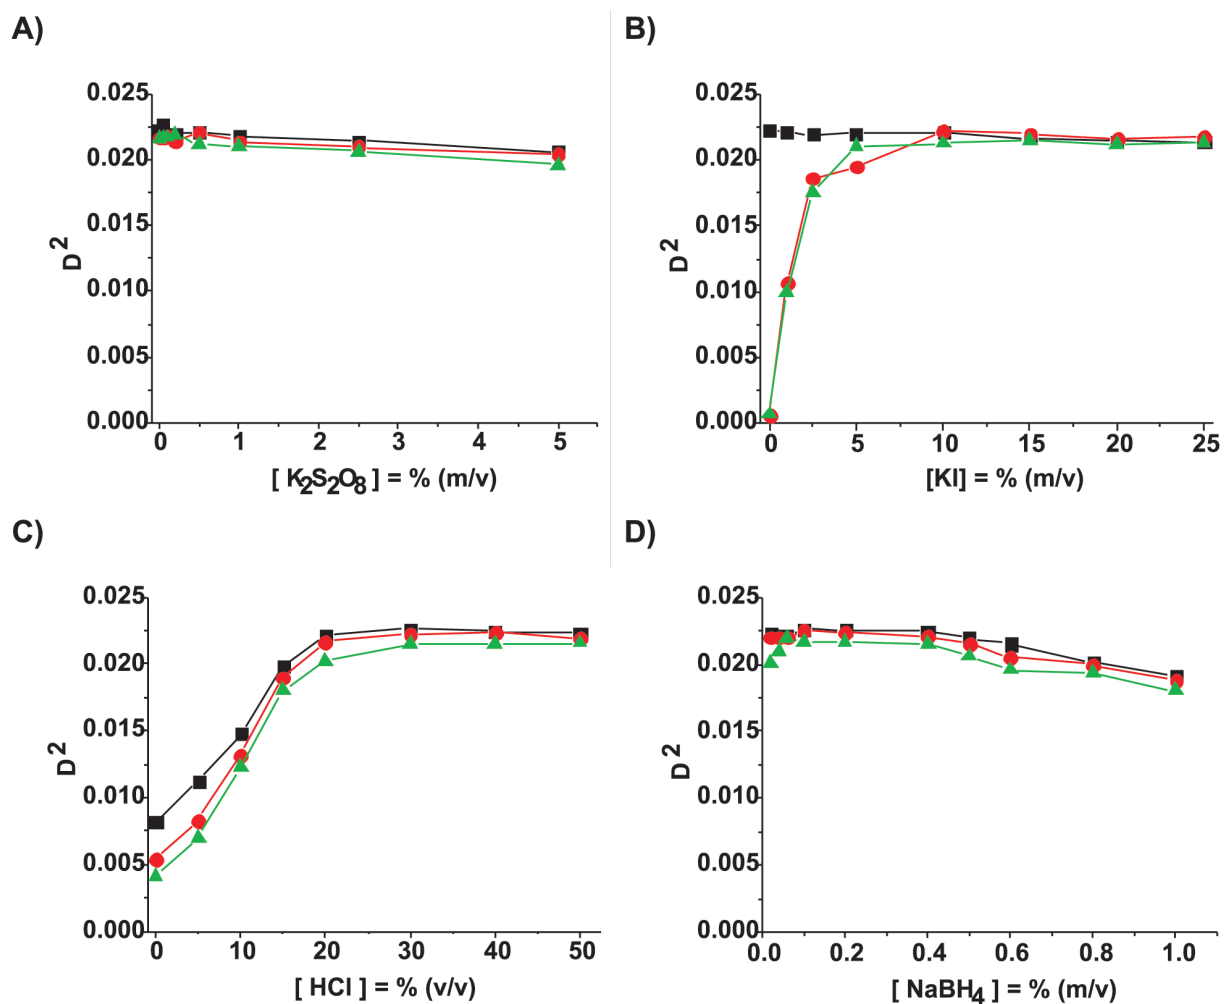 A)
0.025
0.020
0.015
0.010
0.005
0.000
D²
0 1 2 3 4 5
[ K₂S₂O₈ ] = % (m/v)
B)
0.025
0.020
0.015
0.010
0.005
0.000
D²
0 5 10 15 20 25
[KI] = % (m/v)
C)
0.025
0.020
0.015
0.010
0.005
0.000
D²
0 10 20 30 40 50
[ HCl ] = % (v/v)
D)
0.025
0.020
0.015
0.010
0.005
0.000
D²
0.0 0.2 0.4 0.6 0.8 1.0
[ NaBH₄ ] = % (m/v)